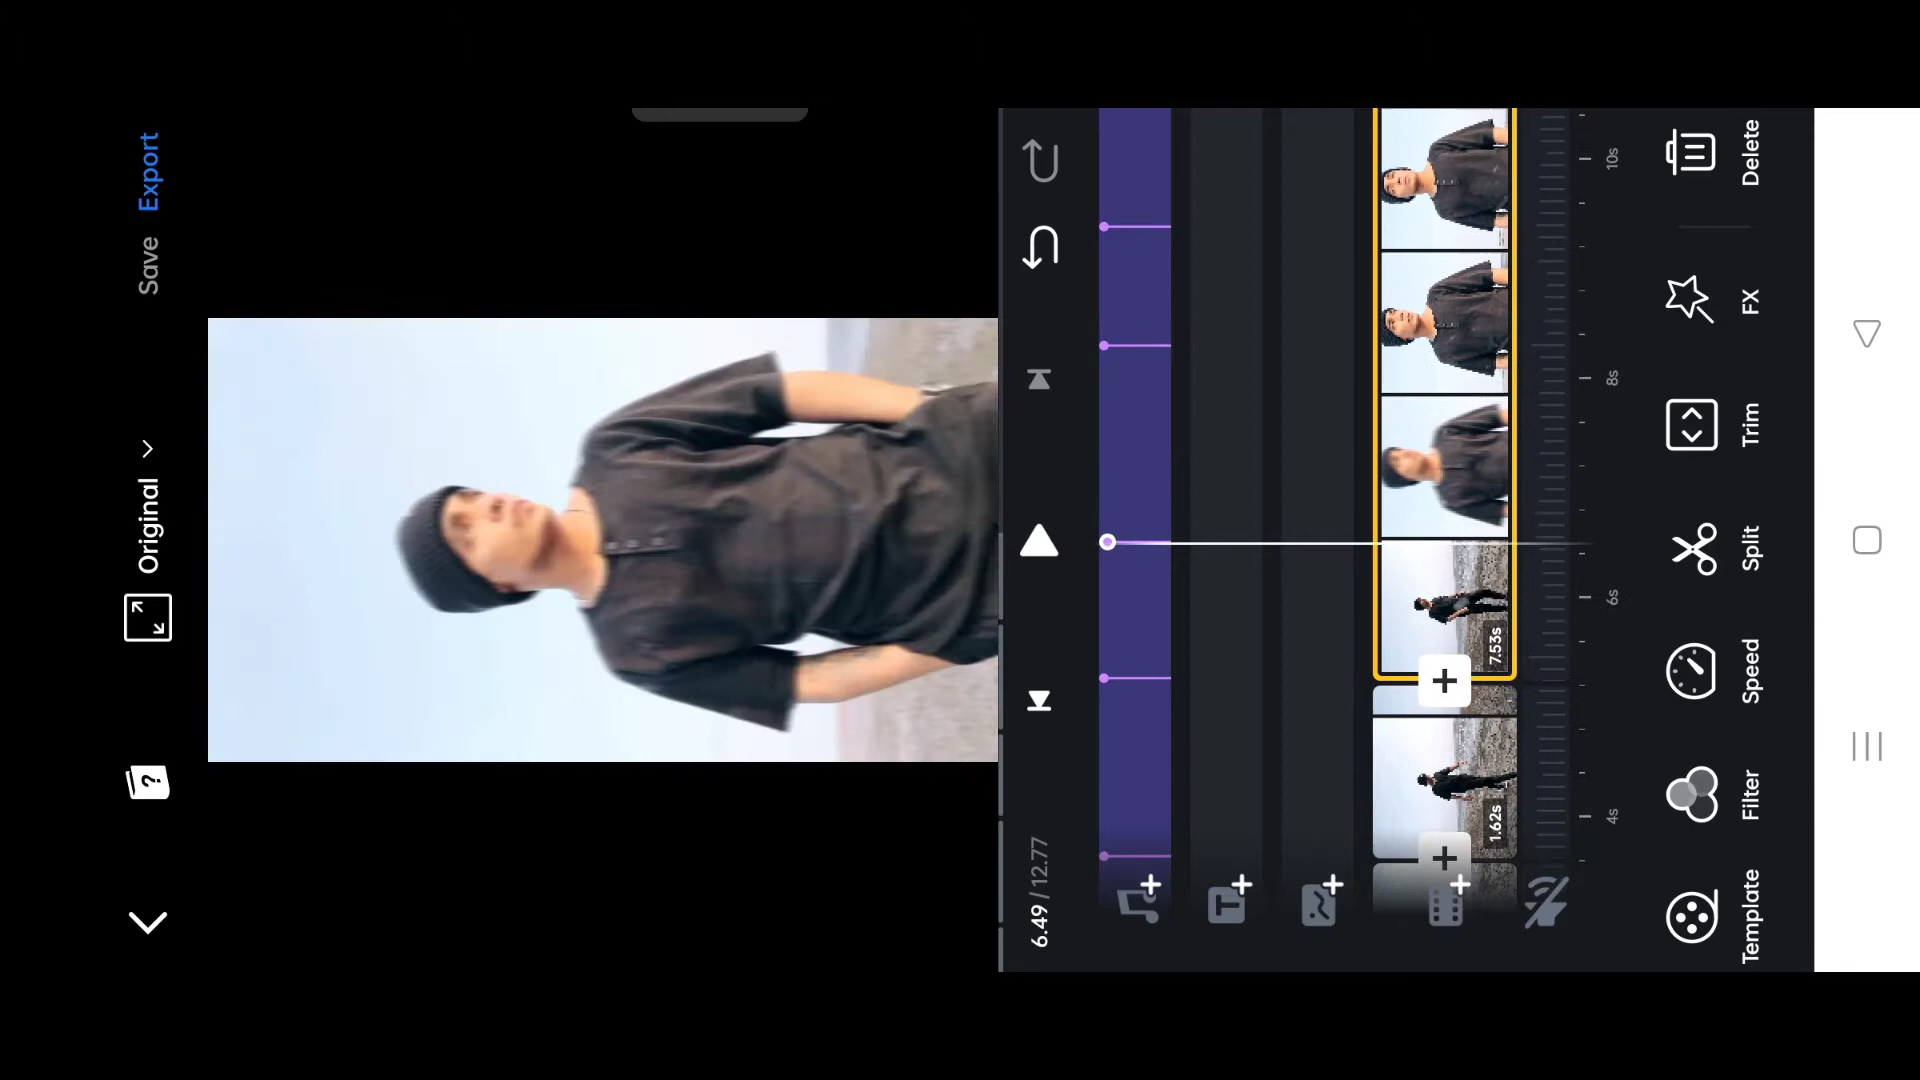 Original
Save
Export
6.49 / 12.77
1.62s
7.53s
4s
6s
8s
10s
Template
Filter
Speed
Split
Trim
FX
Delete